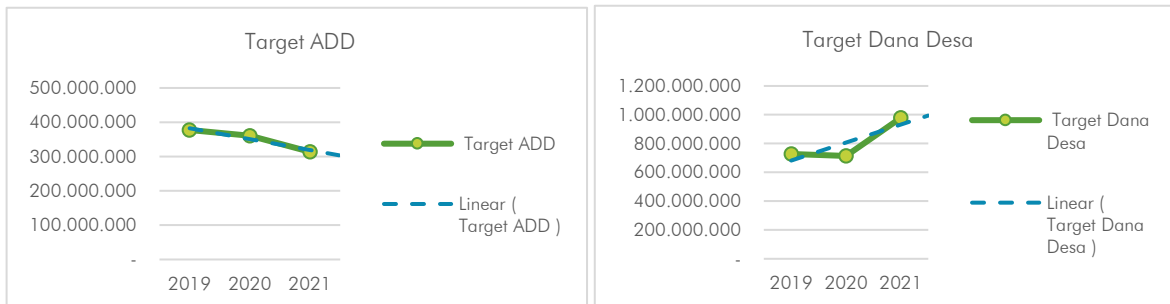 Target ADD
500.000.000
400.000.000
300.000.000
200.000.000
100.000.000
-
2019 2020 2021
Target ADD
Linear (
Target ADD )
Target Dana Desa
1.200.000.000
1.000.000.000
800.000.000
600.000.000
400.000.000
200.000.000
-
2019 2020 2021
Target Dana
Desa
Linear (
Target Dana
Desa )